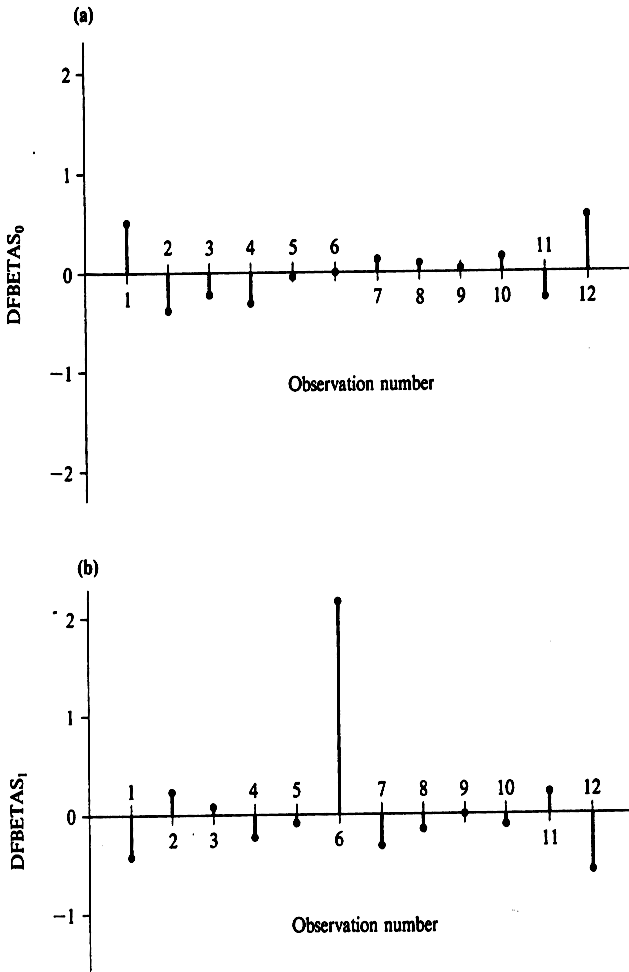 (a)
2
1
0
−1
−2
DFBETAS0
2 3 4 5 6 11
1 7 8 9 10 12
Observation number
(b)
2
1
0
−1
DFBETAS1
1 4 5 7 8 9 10 12
2 3 6 11
Observation number